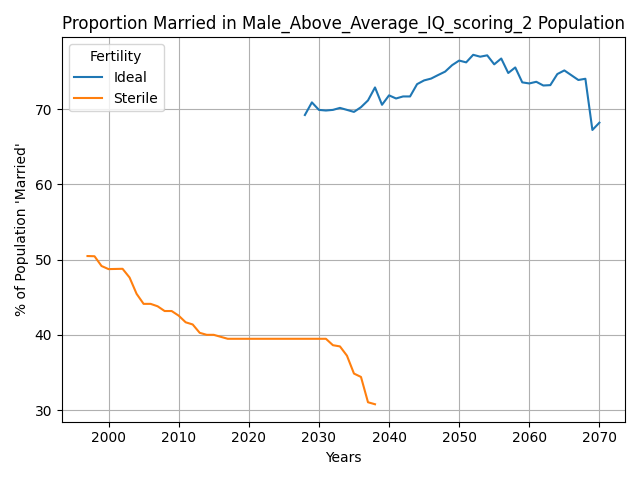 Proportion Married in Male_Above_Average_IQ_scoring_2 Population
Fertility
Ideal
Sterile
% of Population 'Married'
70
60
50
40
30
2000 2010 2020 2030 2040 2050 2060 2070
Years